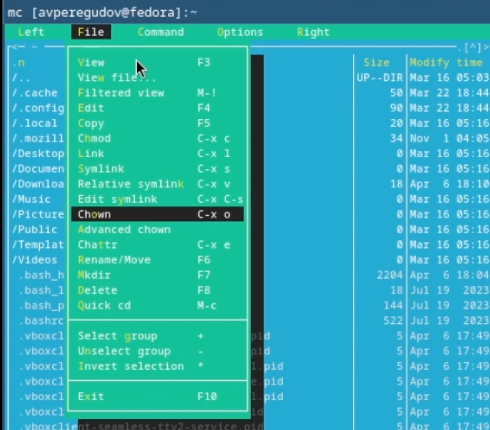 mc [avperegudov@fedora]:~
Left File Command Options Right
<— ~ .[^]>
.n Size Modify time
/.. UP--DIR Mar 16 05:03
/.cache 50 Mar 22 18:44
/.config 90 Mar 22 18:44
/.local 20 Mar 16 05:16
/.mozill 34 Nov 1 04:05
/Desktop 0 Mar 16 05:16
/Documen 0 Mar 16 05:16
/Downloa 18 Apr 6 18:10
/Music 0 Mar 16 05:16
/Picture 0 Mar 16 05:16
/Public 0 Mar 16 05:16
/Templat 0 Mar 16 05:16
/Videos 0 Mar 16 05:16
.bash_h 2204 Apr 6 18:04
.bash_l 18 Jul 19 2023
.bash_p 144 Jul 19 2023
.bashrc 522 Jul 19 2023
.vboxcl pid 5 Apr 6 17:49
.vboxcl 5 Apr 6 17:49
.vboxcl .pid 5 Apr 6 17:49
.vboxcl e.pid 5 Apr 6 17:49
.vboxcl .pid 5 Apr 6 17:49
.vboxcl 5 Apr 6 17:49
.vboxclient-seamless-tty2-service.pid 5 Apr 6 17:49
View F3
View file...
Filtered view M-!
Edit F4
Copy F5
Chmod C-x c
Link C-x l
Symlink C-x s
Relative symlink C-x v
Edit symlink C-x C-s
Chown C-x o
Advanced chown
Chattr C-x e
Rename/Move F6
Mkdir F7
Delete F8
Quick cd M-c
Select group +
Unselect group -
Invert selection *
Exit F10